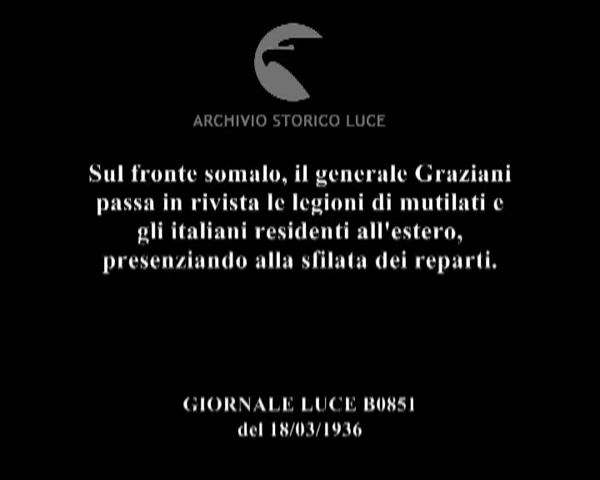 ARCHIVIO STORICO LUCE
Sul fronte somalo, il generale Graziani
passa in rivista le legioni di mutilati e
gli italiani residenti all'estero,
presenziando alla sfilata dei reparti.
GIORNALE LUCE B0851
del 18/03/1936